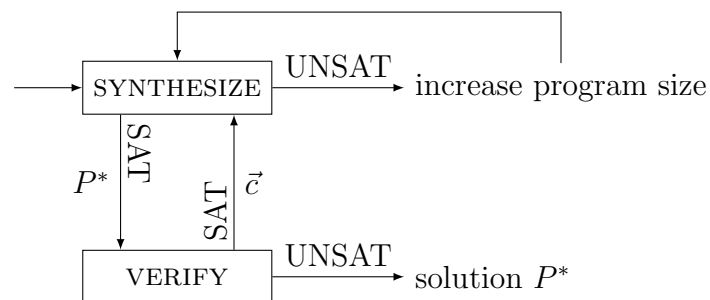 UNSAT
SYNTHESIZE increase program size
SAT
P* SAT c⃗
UNSAT
VERIFY solution P*